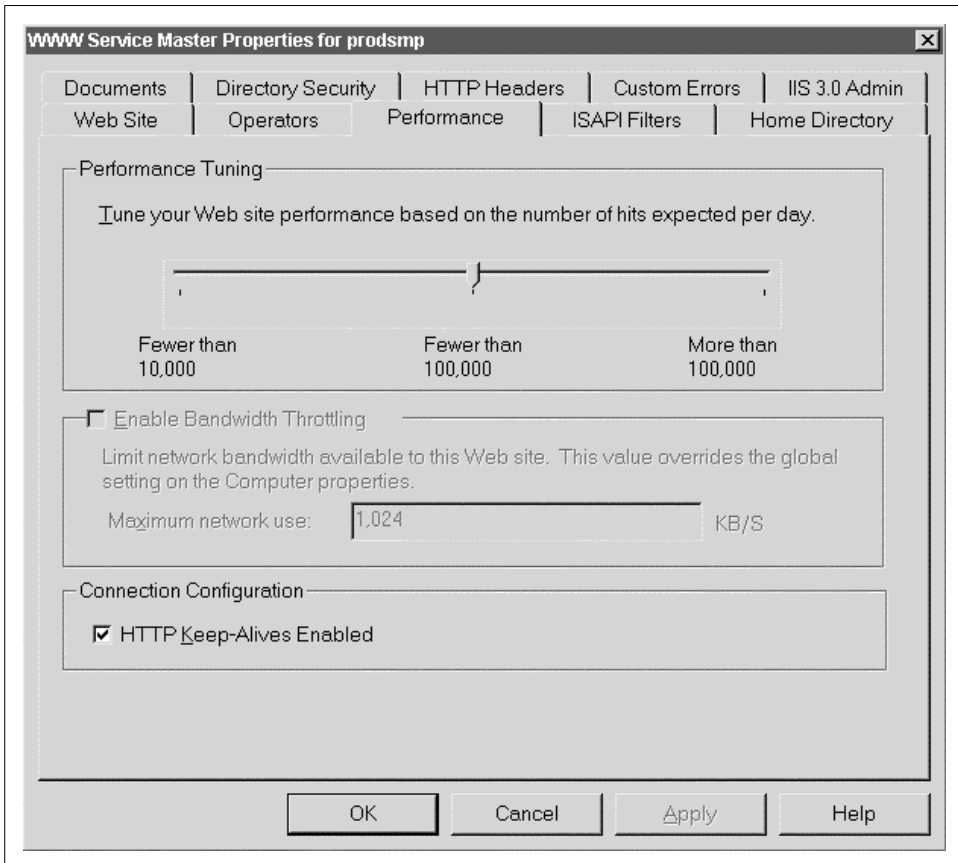 WWW Service Master Properties for prodsmp
Documents
Directory Security
HTTP Headers
Custom Errors
IIS 3.0 Admin
Web Site
Operators
Performance
ISAPI Filters
Home Directory
Performance Tuning
Tune your Web site performance based on the number of hits expected per day.
Fewer than
10,000
Fewer than
100,000
More than
100,000
Enable Bandwidth Throttling
Limit network bandwidth available to this Web site. This value overrides the global
setting on the Computer properties.
Maximum network use:
1,024
KB/S
Connection Configuration
HTTP Keep-Alives Enabled
OK
Cancel
Apply
Help